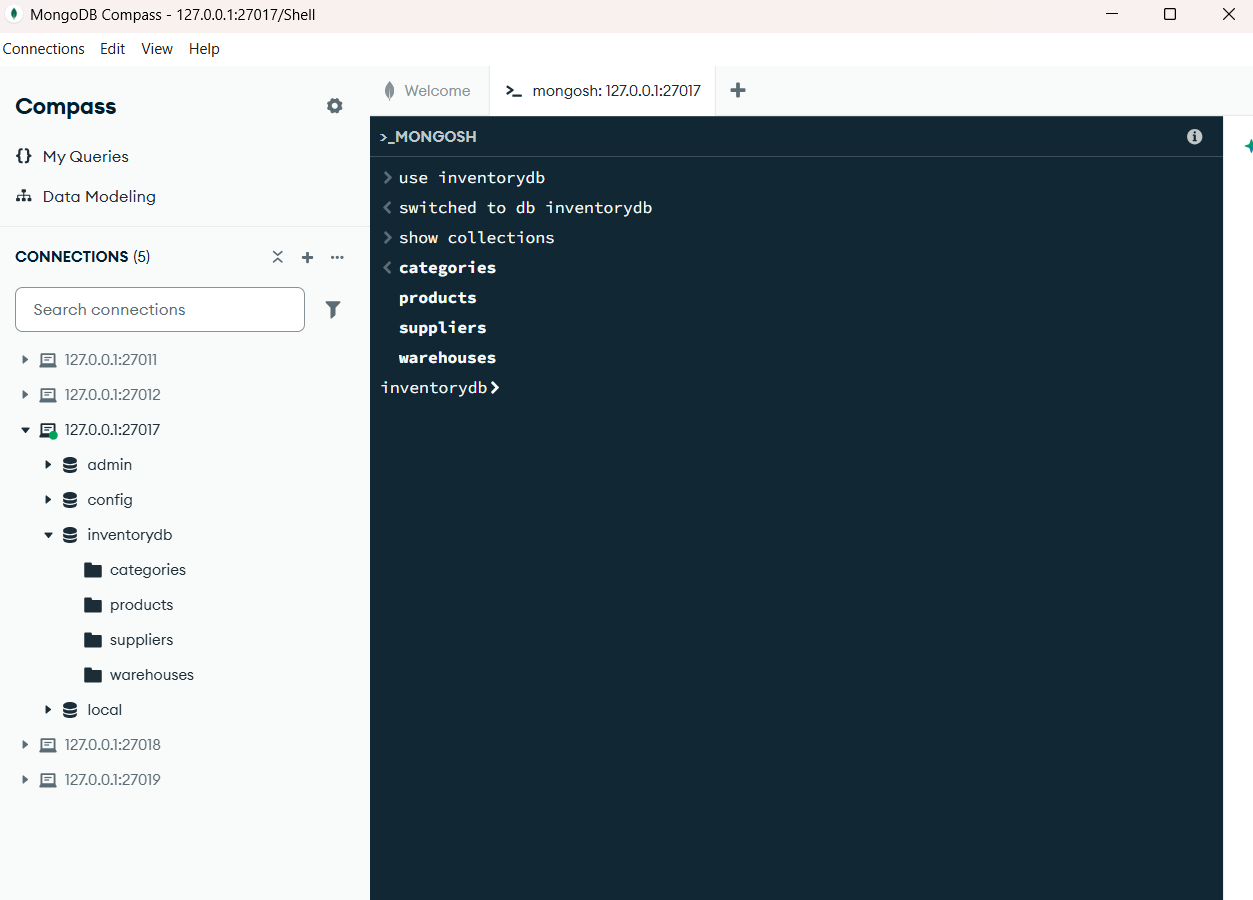 MongoDB Compass - 127.0.0.1:27017/Shell
Connections Edit View Help
Compass
{} My Queries
Data Modeling
CONNECTIONS (5)
Search connections
127.0.0.1:27011
127.0.0.1:27012
127.0.0.1:27017
admin
config
inventorydb
categories
products
suppliers
warehouses
local
127.0.0.1:27018
127.0.0.1:27019
Welcome
>_ mongosh: 127.0.0.1:27017
>_MONGOSH
> use inventorydb
< switched to db inventorydb
> show collections
< categories
products
suppliers
warehouses
inventorydb>